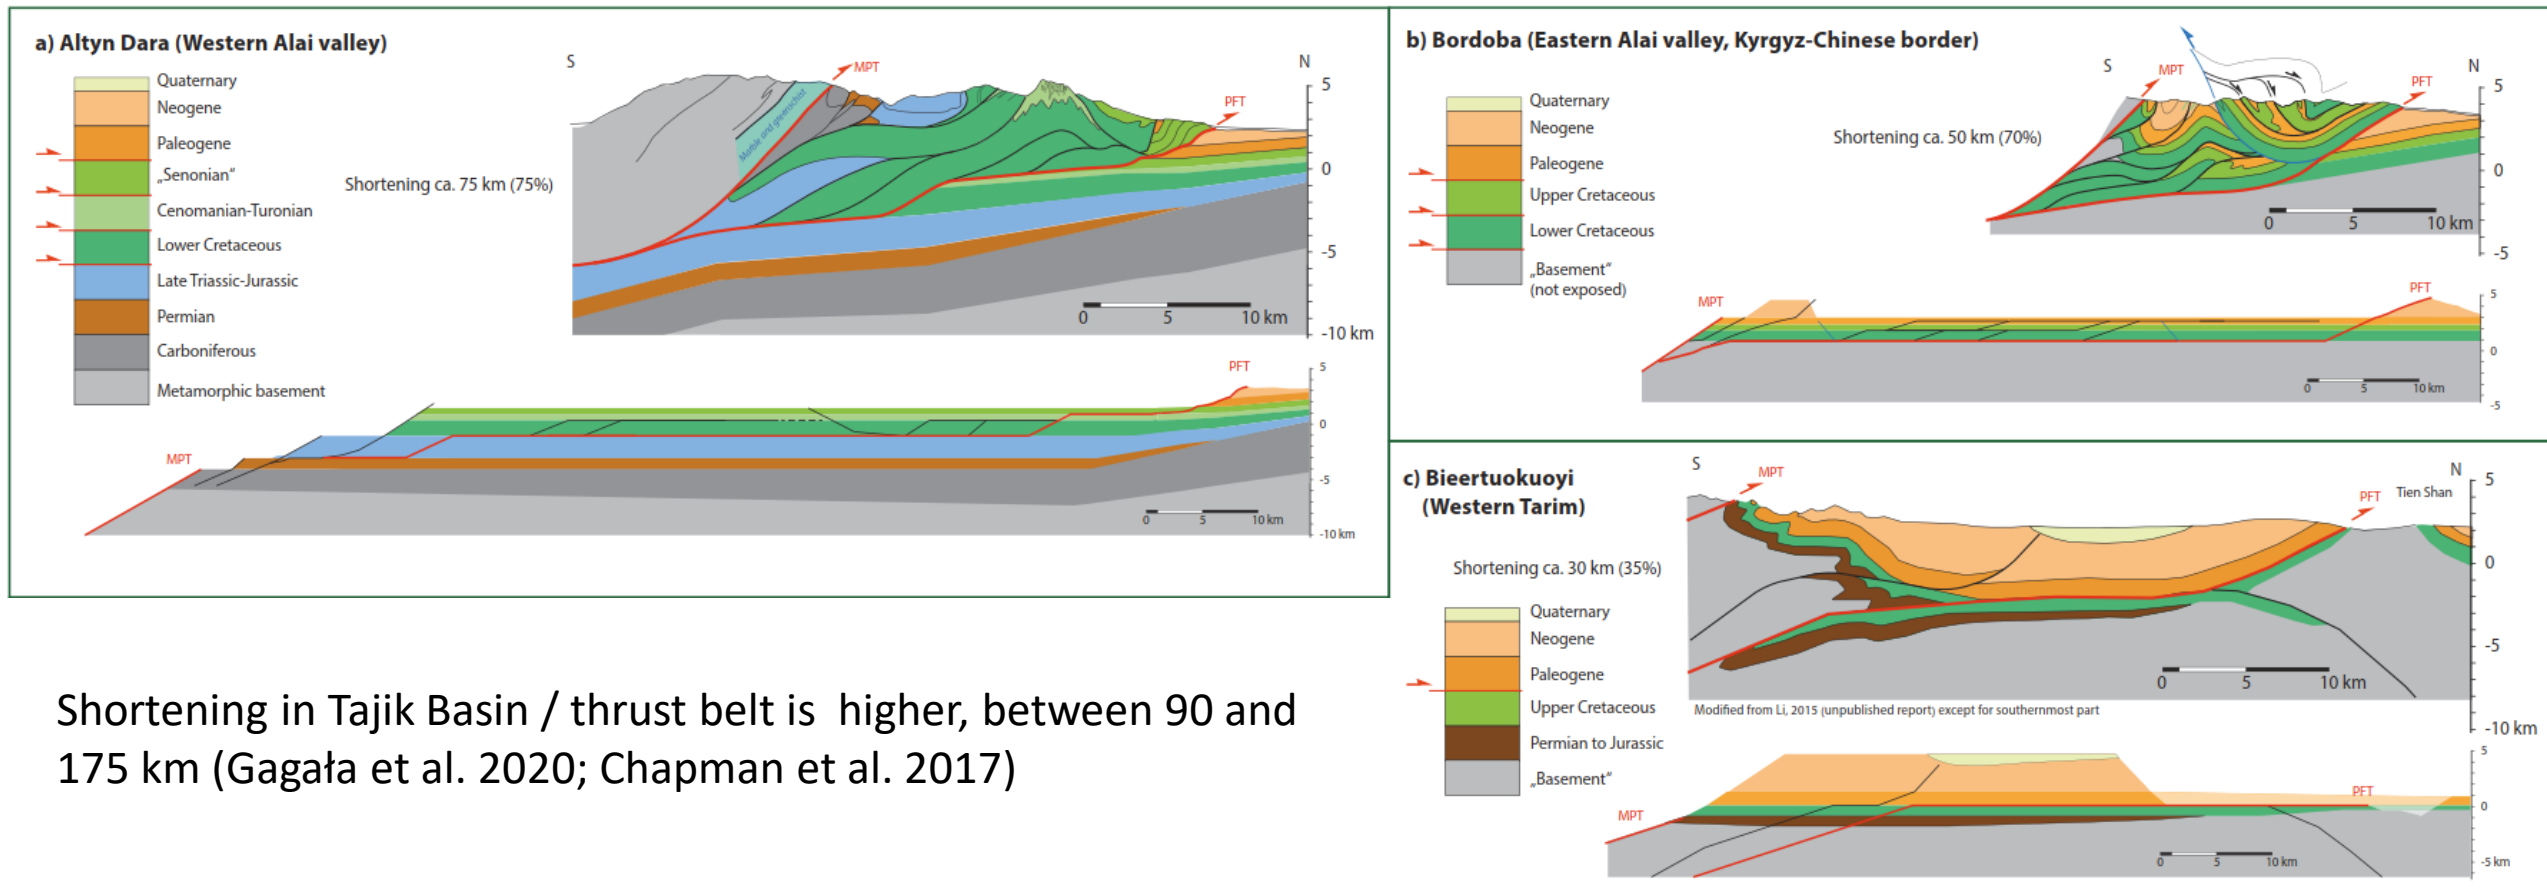 a) Altyn Dara (Western Alai valley)
Quaternary
Neogene
Paleogene
„Senonian“
Cenomanian-Turonian
Lower Cretaceous
Late Triassic-Jurassic
Permian
Carboniferous
Metamorphic basement
Shortening ca. 75 km (75%)
S
MPT
Marble and greenschist
PFT
N
5
0
-5
-10 km
0 5 10 km
MPT
PFT
5
0
-5
-10 km
0 5 10 km
b) Bordoba (Eastern Alai valley, Kyrgyz-Chinese border)
Quaternary
Neogene
Paleogene
Upper Cretaceous
Lower Cretaceous
„Basement“
(not exposed)
Shortening ca. 50 km (70%)
S
MPT
PFT
N
5
0
-5
0 5 10 km
MPT
PFT
5
0
-5
0 5 10 km
c) Bieertuokuoyi
(Western Tarim)
Shortening ca. 30 km (35%)
Quaternary
Neogene
Paleogene
Upper Cretaceous
Permian to Jurassic
„Basement“
S
MPT
PFT
Tien Shan
N
5
0
-5
-10 km
0 5 10 km
Modified from Li, 2015 (unpublished report) except for southernmost part
MPT
PFT
5
0
-5 km
0 5 10 km
Shortening in Tajik Basin / thrust belt is higher, between 90 and
175 km (Gagała et al. 2020; Chapman et al. 2017)